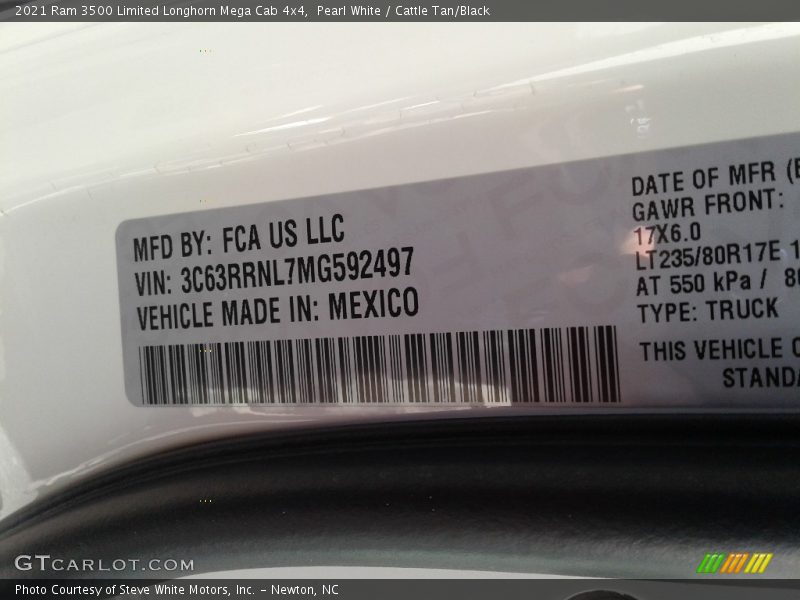 2021 Ram 3500 Limited Longhorn Mega Cab 4x4,  Pearl White / Cattle Tan/Black
MFD BY: FCA US LLC
VIN: 3C63RRNL7MG592497
VEHICLE MADE IN: MEXICO
DATE OF MFR
GAWR FRONT:
17X6.0
LT235/80R17E
AT 550 kPa /
TYPE: TRUCK
THIS VEHICLE
GTCARLOT.COM
Photo Courtesy of Steve White Motors, Inc. – Newton, NC